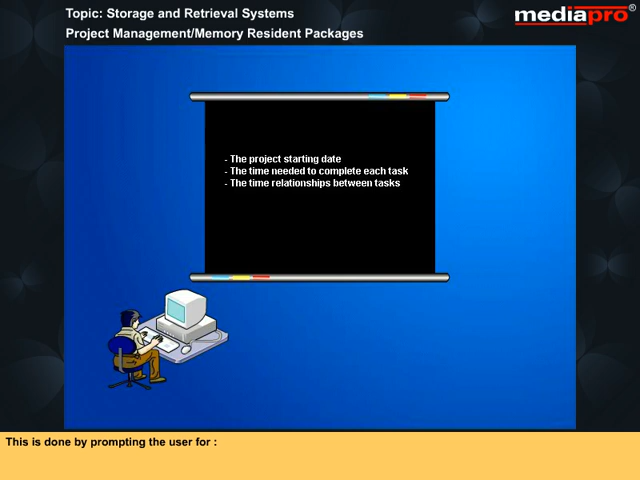 Topic: Storage and Retrieval Systems
Project Management/Memory Resident Packages
mediapro®
- The project starting date
- The time needed to complete each task
- The time relationships between tasks
This is done by prompting the user for :